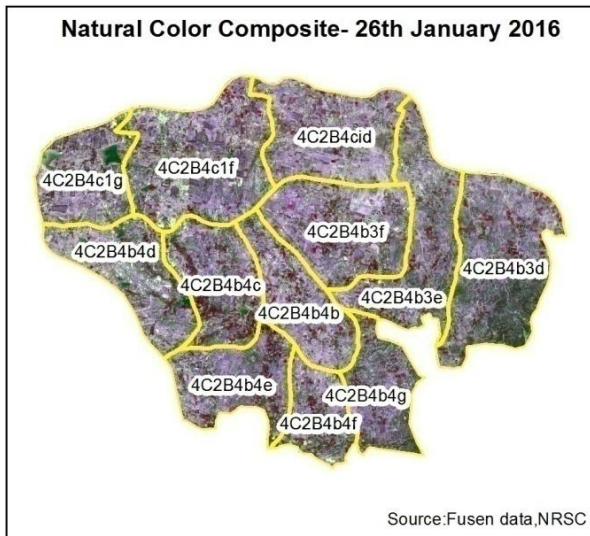 Natural Color Composite- 26th January 2016
4C2B4cid
4C2B4c1g
4C2B4c1f
4C2B4b3f
4C2B4b4d
4C2B4b3d
4C2B4b4c
4C2B4b3e
4C2B4b4b
4C2B4b4e
4C2B4b4g
4C2B4b4f
Source:Fusen data,NRSC